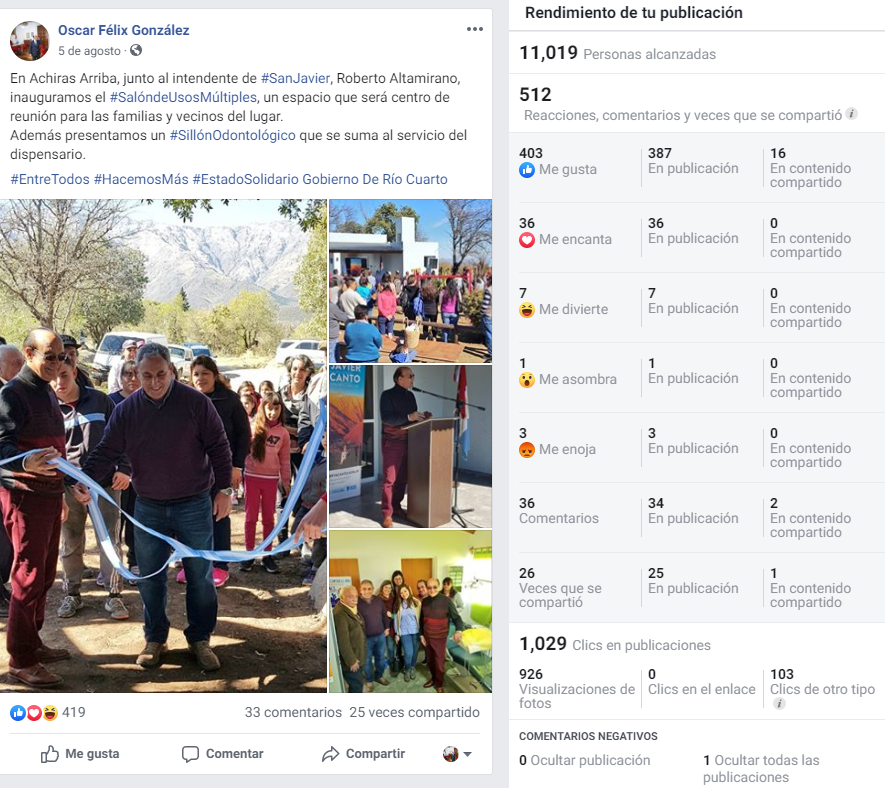 Oscar Félix González
5 de agosto ·
En Achiras Arriba, junto al intendente de #SanJavier, Roberto Altamirano,
inauguramos el #SalóndeUsosMúltiples, un espacio que será centro de
reunión para las familias y vecinos del lugar.
Además presentamos un #SillónOdontológico que se suma al servicio del
dispensario.
#EntreTodos #HacemosMás #EstadoSolidario Gobierno De Río Cuarto
47
JAVIER
CANTO
419
33 comentarios 25 veces compartido
Me gusta
Comentar
Compartir
Rendimiento de tu publicación
11,019 Personas alcanzadas
512
Reacciones, comentarios y veces que se compartió
403 387 16
Me gusta En publicación En contenido
compartido
36 36 0
Me encanta En publicación En contenido
compartido
7 7 0
Me divierte En publicación En contenido
compartido
1 1 0
Me asombra En publicación En contenido
compartido
3 3 0
Me enoja En publicación En contenido
compartido
36 34 2
Comentarios En publicación En contenido
compartido
26 25 1
Veces que se En publicación En contenido
compartió compartido
1,029 Clics en publicaciones
926 0 103
Visualizaciones de Clics en el enlace Clics de otro tipo
fotos
COMENTARIOS NEGATIVOS
0 Ocultar publicación 1 Ocultar todas las
publicaciones